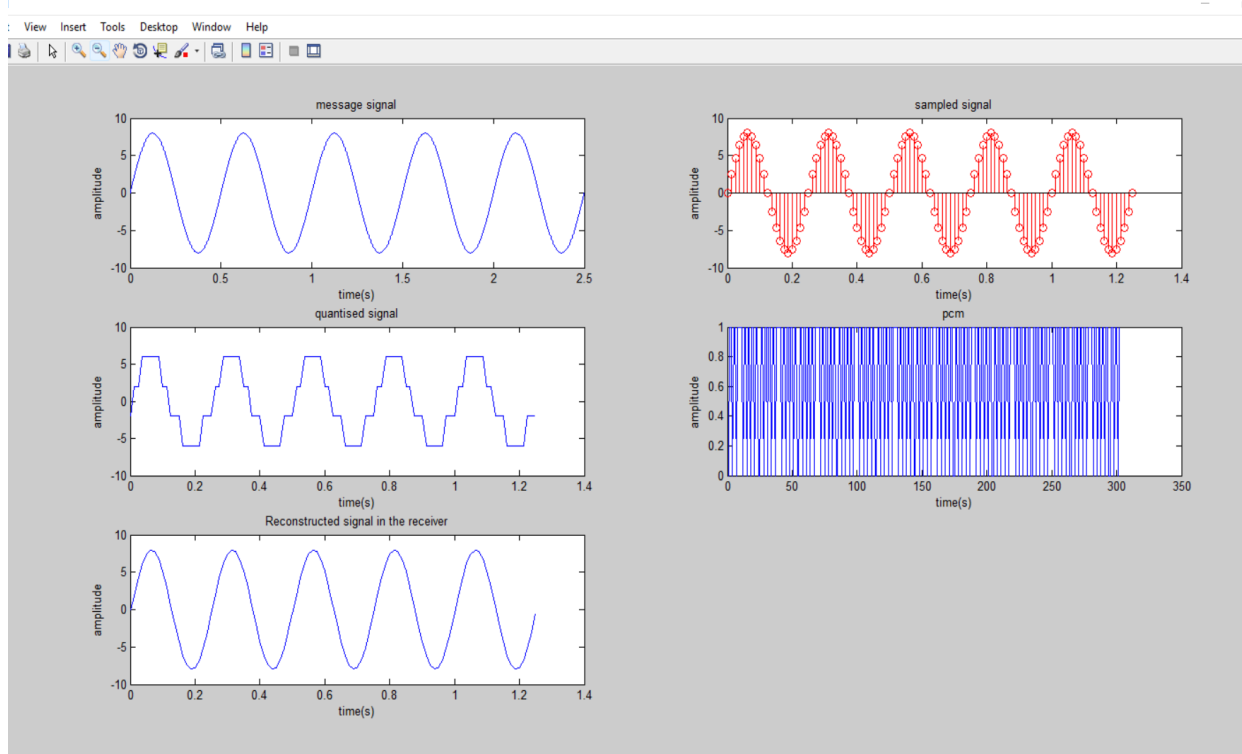 View Insert Tools Desktop Window Help
message signal
10
5
0
-5
-10
amplitude
0 0.5 1 1.5 2 2.5
time(s)
sampled signal
10
5
0
-5
-10
amplitude
0 0.2 0.4 0.6 0.8 1 1.2 1.4
time(s)
quantised signal
10
5
0
-5
-10
amplitude
0 0.2 0.4 0.6 0.8 1 1.2 1.4
time(s)
pcm
1
0.8
0.6
0.4
0.2
0
amplitude
0 50 100 150 200 250 300 350
time(s)
Reconstructed signal in the receiver
10
5
0
-5
-10
amplitude
0 0.2 0.4 0.6 0.8 1 1.2 1.4
time(s)